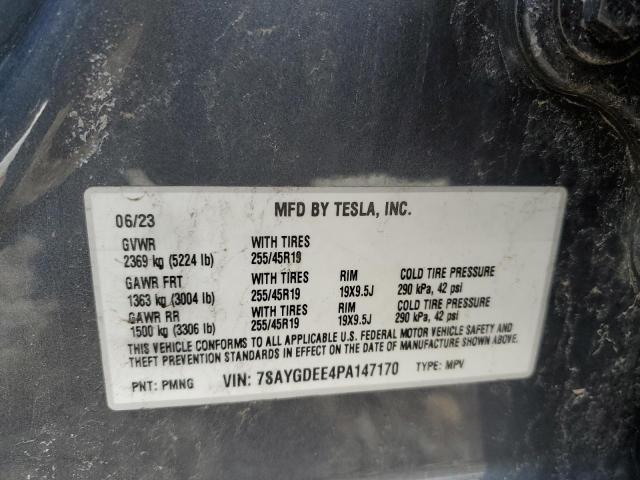 MFD BY TESLA, INC.
06/23
GVWR WITH TIRES
2369 kg (5224 lb) 255/45R19
GAWR FRT WITH TIRES RIM COLD TIRE PRESSURE
1363 kg (3004 lb) 255/45R19 19X9.5J 290 kPa, 42 psi
GAWR RR WITH TIRES RIM COLD TIRE PRESSURE
1500 kg (3306 lb) 255/45R19 19X9.5J 290 kPa, 42 psi
THIS VEHICLE CONFORMS TO ALL APPLICABLE U.S. FEDERAL MOTOR VEHICLE SAFETY AND
THEFT PREVENTION STANDARDS IN EFFECT ON THE DATE OF MANUFACTURE SHOWN ABOVE.
PNT: PMNG VIN: 7SAYGDEE4PA147170 TYPE: MPV